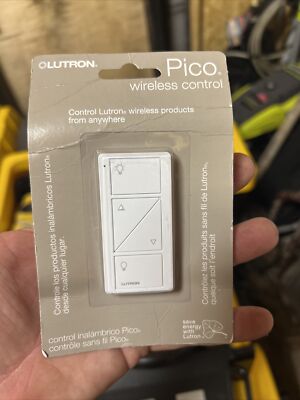 LUTRON®
Pico®
wireless control
Control Lutron® wireless products
from anywhere
Controle los productos inalámbricos Lutron®
desde cualquier lugar.
Contrôlez les produits sans fil de Lutron®,
quelque soit l'endroit
LUTRON
control inalámbrico Pico®
contrôle sans fil Pico®
save
energy
with
Lutron